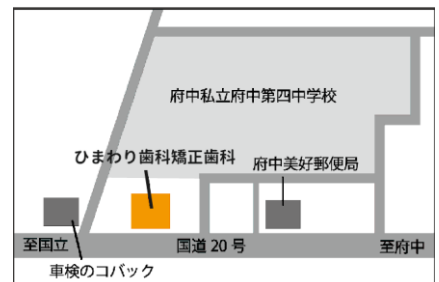 府中私立府中第四中学校
ひまわり歯科矯正歯科
府中美好郵便局
至国立
国道 20 号
至府中
車検のコバック